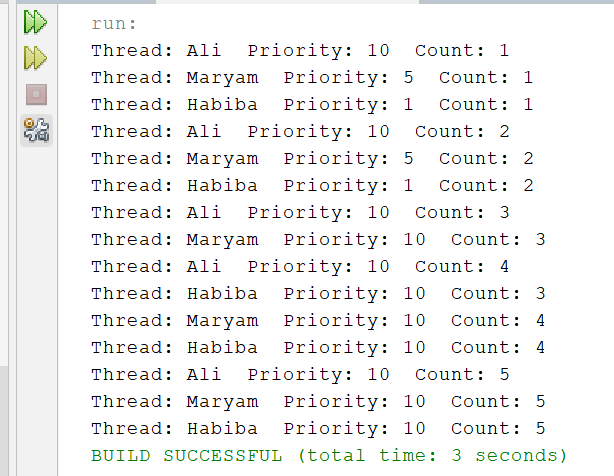 run:
Thread: Ali  Priority: 10  Count: 1
Thread: Maryam  Priority: 5  Count: 1
Thread: Habiba  Priority: 1  Count: 1
Thread: Ali  Priority: 10  Count: 2
Thread: Maryam  Priority: 5  Count: 2
Thread: Habiba  Priority: 1  Count: 2
Thread: Ali  Priority: 10  Count: 3
Thread: Maryam  Priority: 10  Count: 3
Thread: Ali  Priority: 10  Count: 4
Thread: Habiba  Priority: 10  Count: 3
Thread: Maryam  Priority: 10  Count: 4
Thread: Habiba  Priority: 10  Count: 4
Thread: Ali  Priority: 10  Count: 5
Thread: Maryam  Priority: 10  Count: 5
Thread: Habiba  Priority: 10  Count: 5
BUILD SUCCESSFUL (total time: 3 seconds)